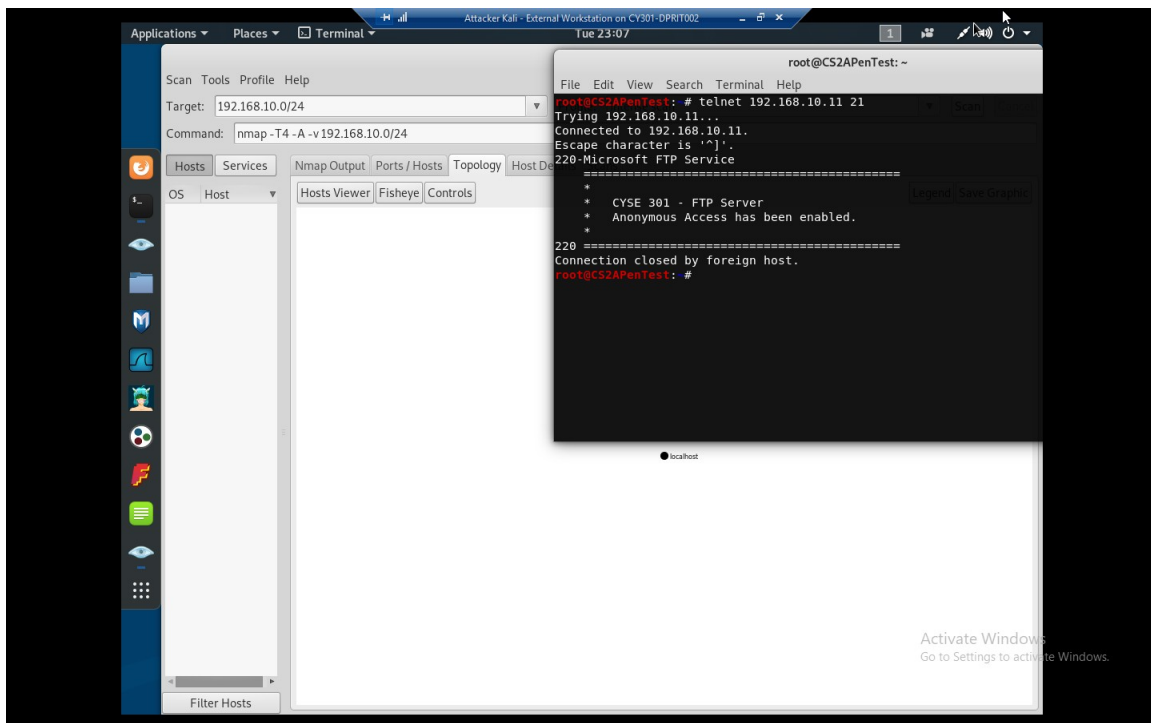 Attacker Kali - External Workstation on CY301-DPRIT002
Applications Places Terminal Tue 23:07 1
Scan Tools Profile Help
Target: 192.168.10.0/24 Scan
Command: nmap -T4 -A -v 192.168.10.0/24
Hosts Services
Nmap Output Ports / Hosts Topology Host De
OS Host
Hosts Viewer Fisheye Controls
Legend Save Graphic
root@CS2APenTest: ~
File Edit View Search Terminal Help
root@CS2APenTest:~# telnet 192.168.10.11 21
Trying 192.168.10.11...
Connected to 192.168.10.11.
Escape character is '^]'.
220-Microsoft FTP Service
============================================
*
* CYSE 301 - FTP Server
* Anonymous Access has been enabled.
*
220 ============================================
Connection closed by foreign host.
root@CS2APenTest:~#
localhost
Filter Hosts
Activate Windows
Go to Settings to activate Windows.